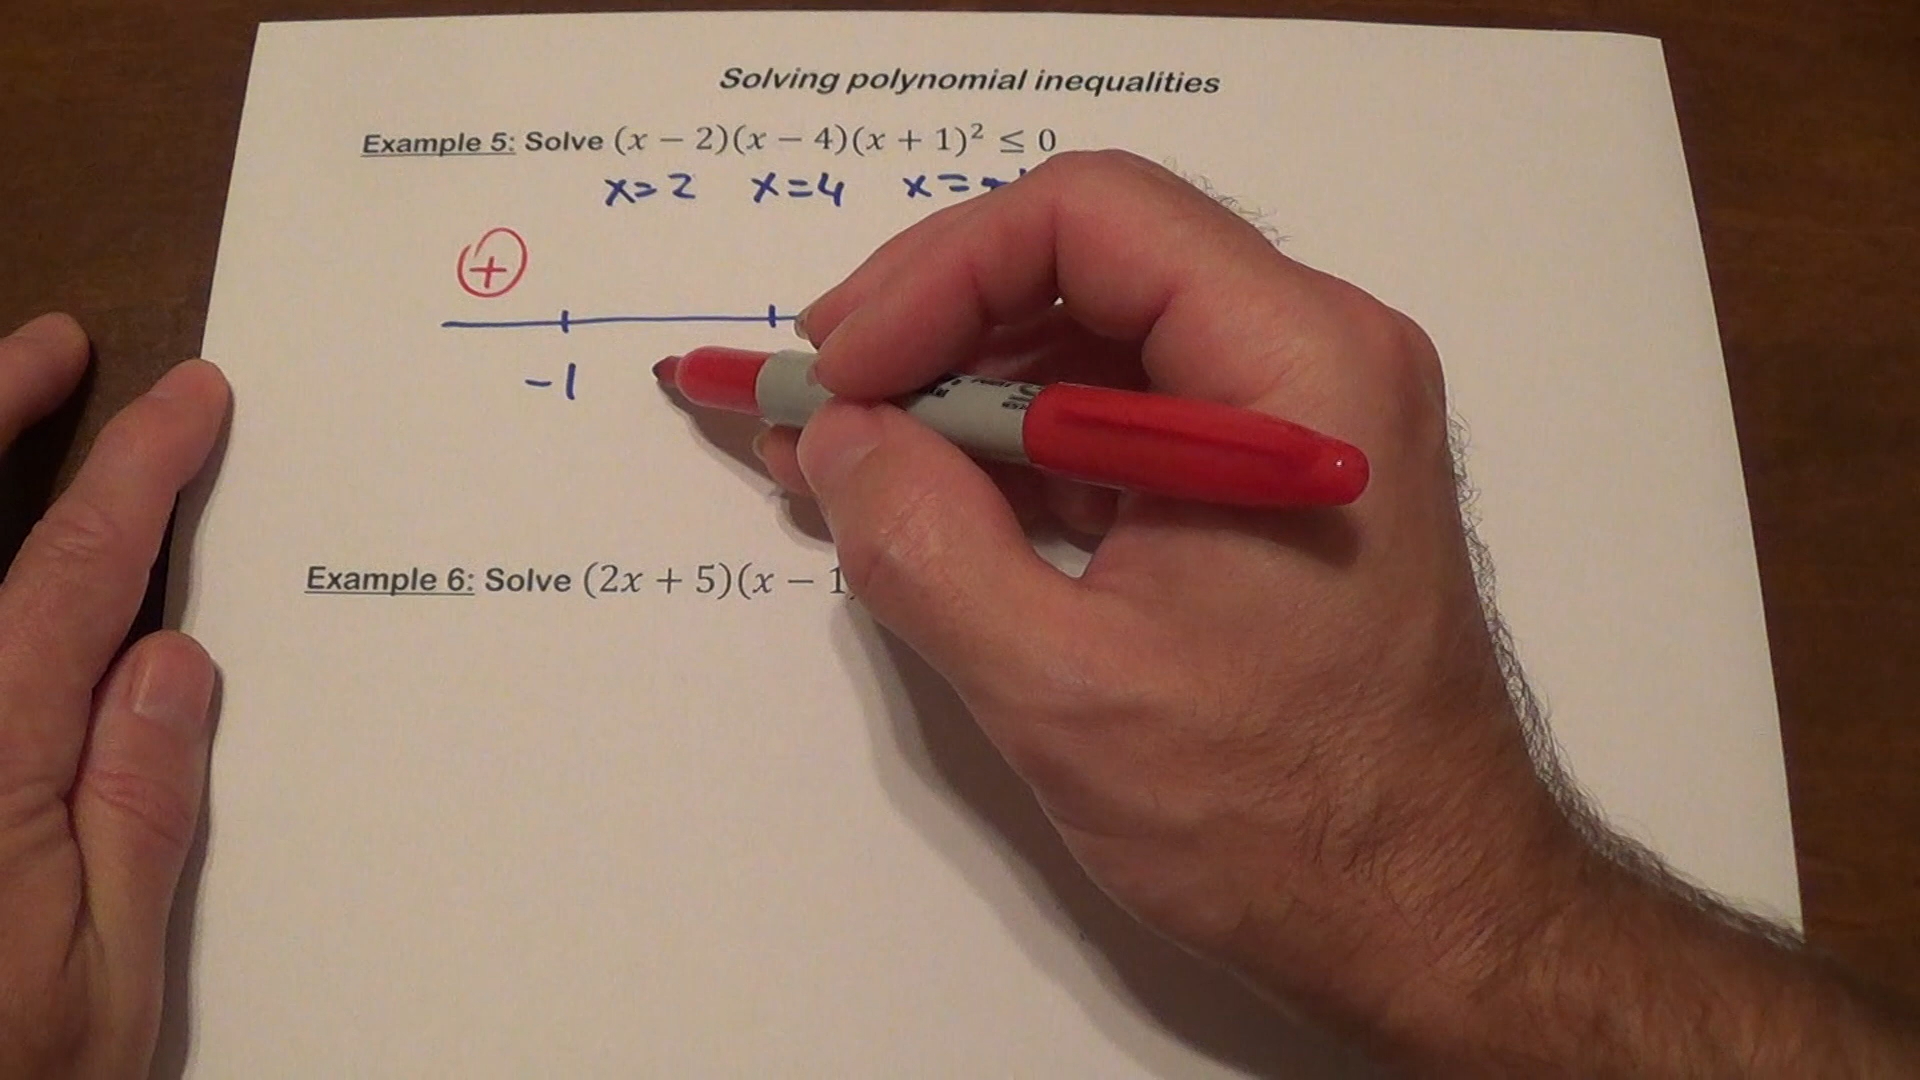 Solving polynomial inequalities
Example 5: Solve (x − 2)(x − 4)(x + 1)² ≤ 0
x=2 x=4 x=-1
+
-1
Example 6: Solve (2x + 5)(x − 1